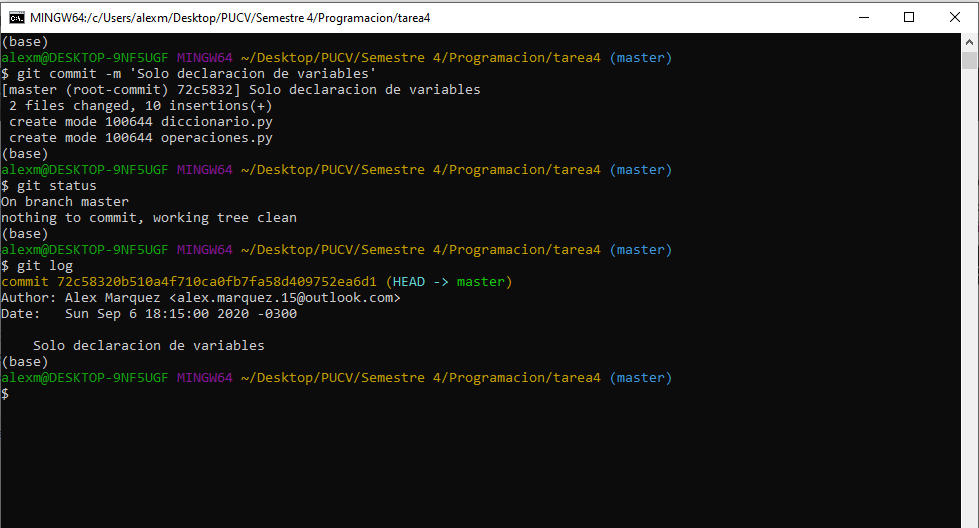 MINGW64:/c/Users/alexm/Desktop/PUCV/Semestre 4/Programacion/tarea4
(base)
alexm@DESKTOP-9NF5UGF MINGW64 ~/Desktop/PUCV/Semestre 4/Programacion/tarea4 (master)
$ git commit -m 'Solo declaracion de variables'
[master (root-commit) 72c5832] Solo declaracion de variables
 2 files changed, 10 insertions(+)
 create mode 100644 diccionario.py
 create mode 100644 operaciones.py
(base)
alexm@DESKTOP-9NF5UGF MINGW64 ~/Desktop/PUCV/Semestre 4/Programacion/tarea4 (master)
$ git status
On branch master
nothing to commit, working tree clean
(base)
alexm@DESKTOP-9NF5UGF MINGW64 ~/Desktop/PUCV/Semestre 4/Programacion/tarea4 (master)
$ git log
commit 72c58320b510a4f710ca0fb7fa58d409752ea6d1 (HEAD -> master)
Author: Alex Marquez <alex.marquez.15@outlook.com>
Date:   Sun Sep 6 18:15:00 2020 -0300

    Solo declaracion de variables
(base)
alexm@DESKTOP-9NF5UGF MINGW64 ~/Desktop/PUCV/Semestre 4/Programacion/tarea4 (master)
$